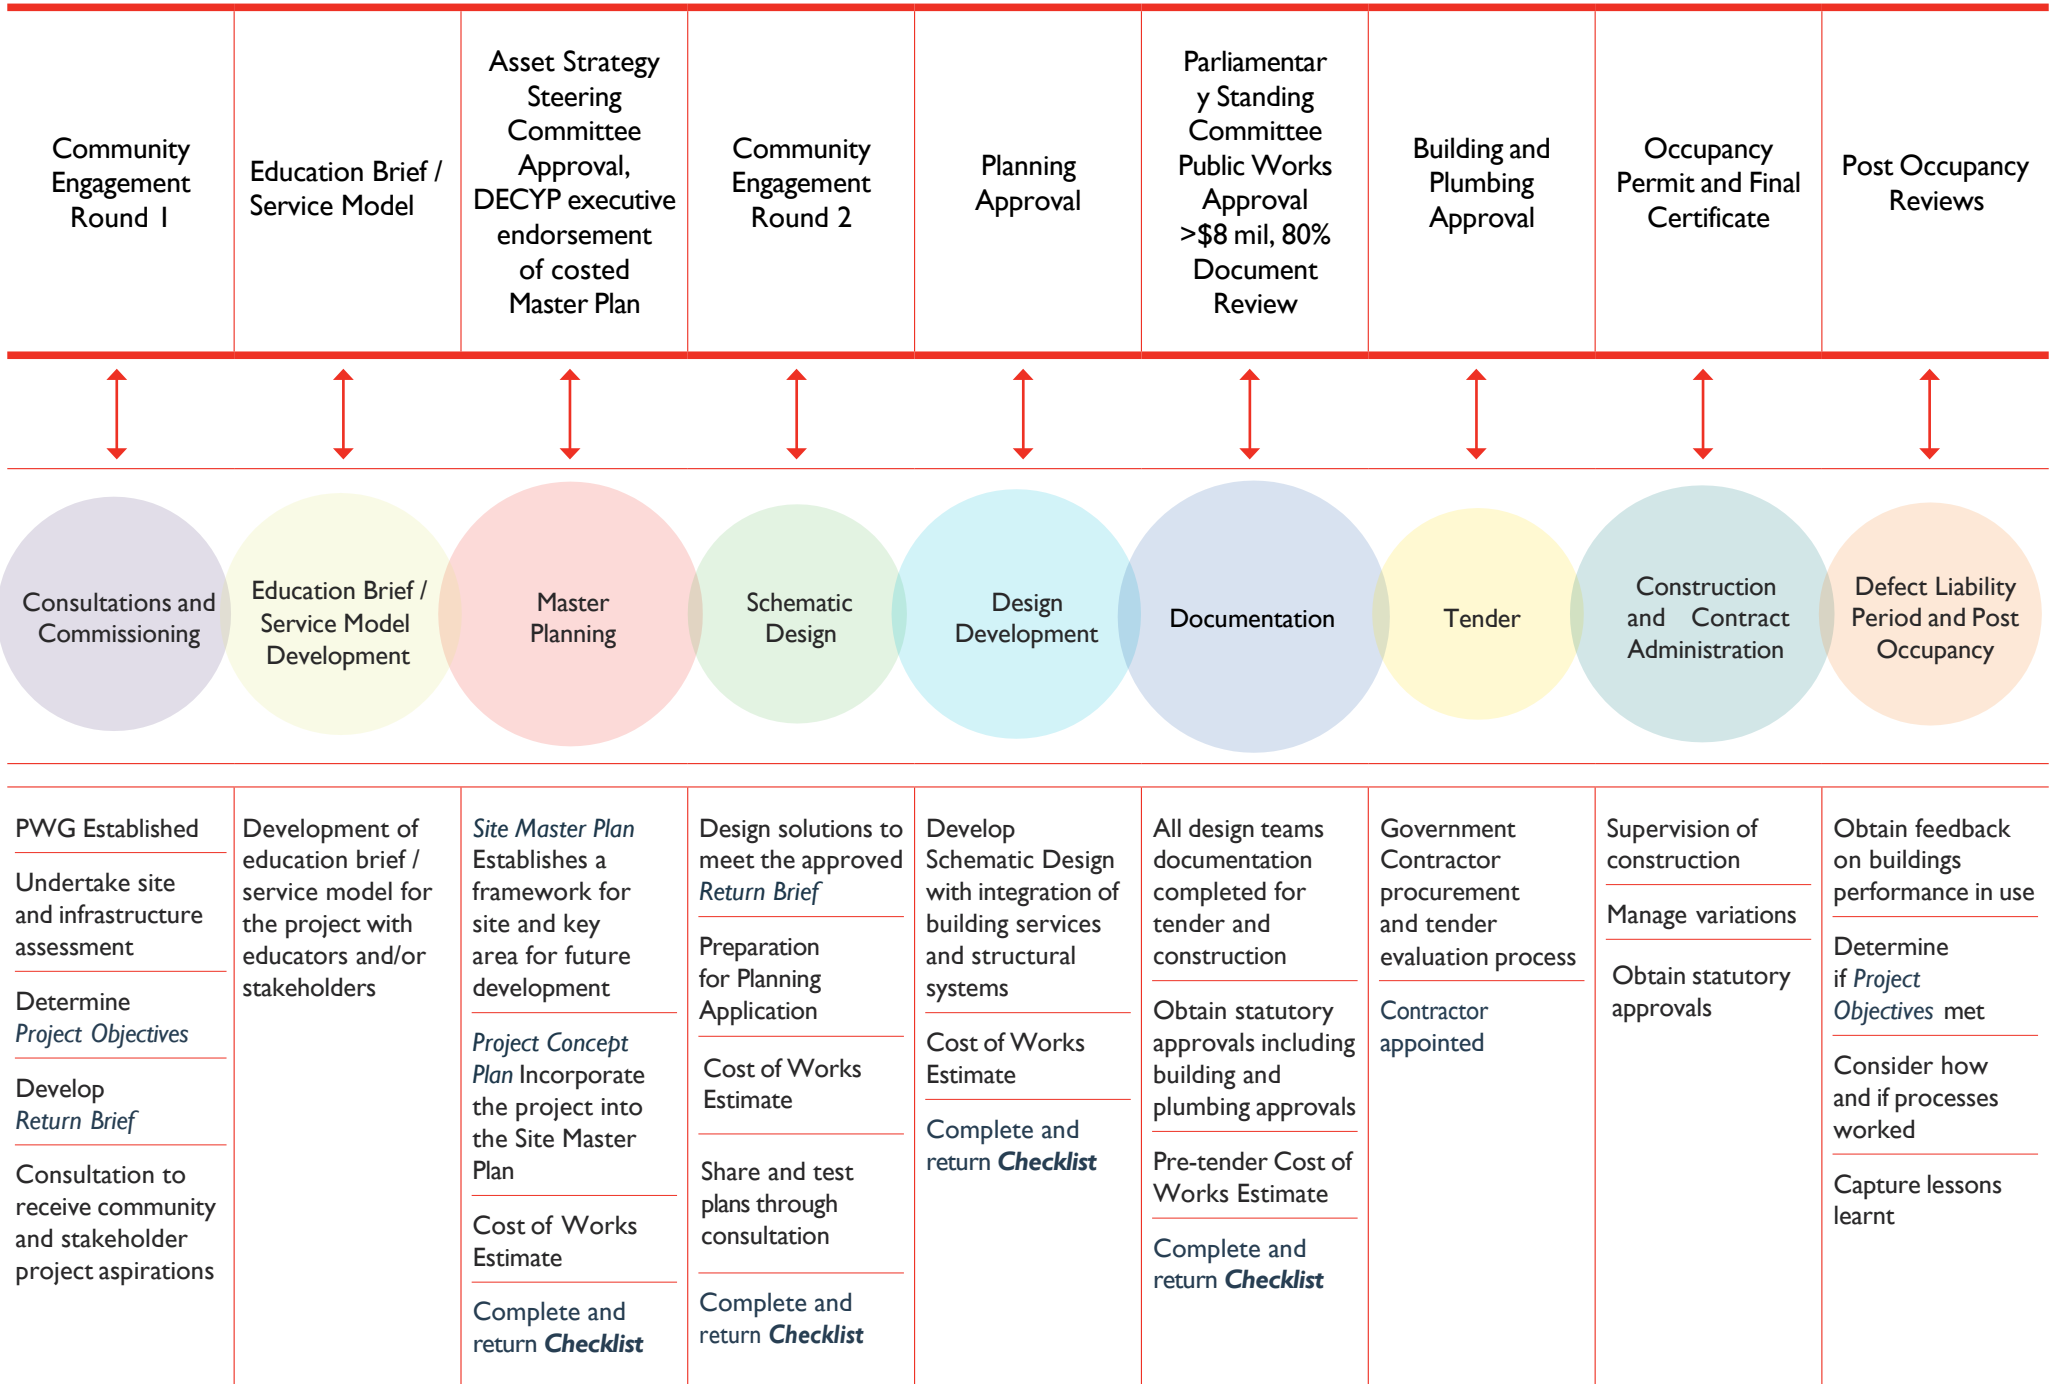 Community
Engagement
Round 1
Education Brief /
Service Model
Asset Strategy
Steering
Committee
Approval,
DECYP executive
endorsement
of costed
Master Plan
Community
Engagement
Round 2
Planning
Approval
Parliamentar
y Standing
Committee
Public Works
Approval
>$8 mil, 80%
Document
Review
Building and
Plumbing
Approval
Occupancy
Permit and Final
Certificate
Post Occupancy
Reviews
Consultations and
Commissioning
Education Brief /
Service Model
Development
Master
Planning
Schematic
Design
Design
Development
Documentation
Tender
Construction
and Contract
Administration
Defect Liability
Period and Post
Occupancy
PWG Established
Undertake site
and infrastructure
assessment
Determine
Project Objectives
Develop
Return Brief
Consultation to
receive community
and stakeholder
project aspirations
Development of
education brief /
service model for
the project with
educators and/or
stakeholders
Site Master Plan
Establishes a
framework for
site and key
area for future
development
Project Concept
Plan Incorporate
the project into
the Site Master
Plan
Cost of Works
Estimate
Complete and
return Checklist
Design solutions to
meet the approved
Return Brief
Preparation
for Planning
Application
Cost of Works
Estimate
Share and test
plans through
consultation
Complete and
return Checklist
Develop
Schematic Design
with integration of
building services
and structural
systems
Cost of Works
Estimate
Complete and
return Checklist
All design teams
documentation
completed for
tender and
construction
Obtain statutory
approvals including
building and
plumbing approvals
Pre-tender Cost of
Works Estimate
Complete and
return Checklist
Government
Contractor
procurement
and tender
evaluation process
Contractor
appointed
Supervision of
construction
Manage variations
Obtain statutory
approvals
Obtain feedback
on buildings
performance in use
Determine
if Project
Objectives met
Consider how
and if processes
worked
Capture lessons
learnt